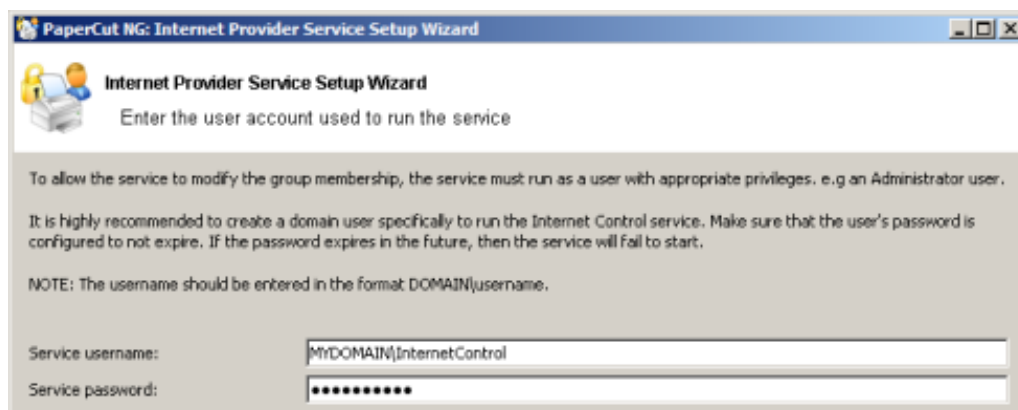 PaperCut NG: Internet Provider Service Setup Wizard
Internet Provider Service Setup Wizard
Enter the user account used to run the service
To allow the service to modify the group membership, the service must run as a user with appropriate privileges. e.g an Administrator user.
It is highly recommended to create a domain user specifically to run the Internet Control service. Make sure that the user's password is
configured to not expire. If the password expires in the future, then the service will fail to start.
NOTE: The username should be entered in the format DOMAIN\username.
Service username: MYDOMAIN\InternetControl
Service password: ●●●●●●●●●●